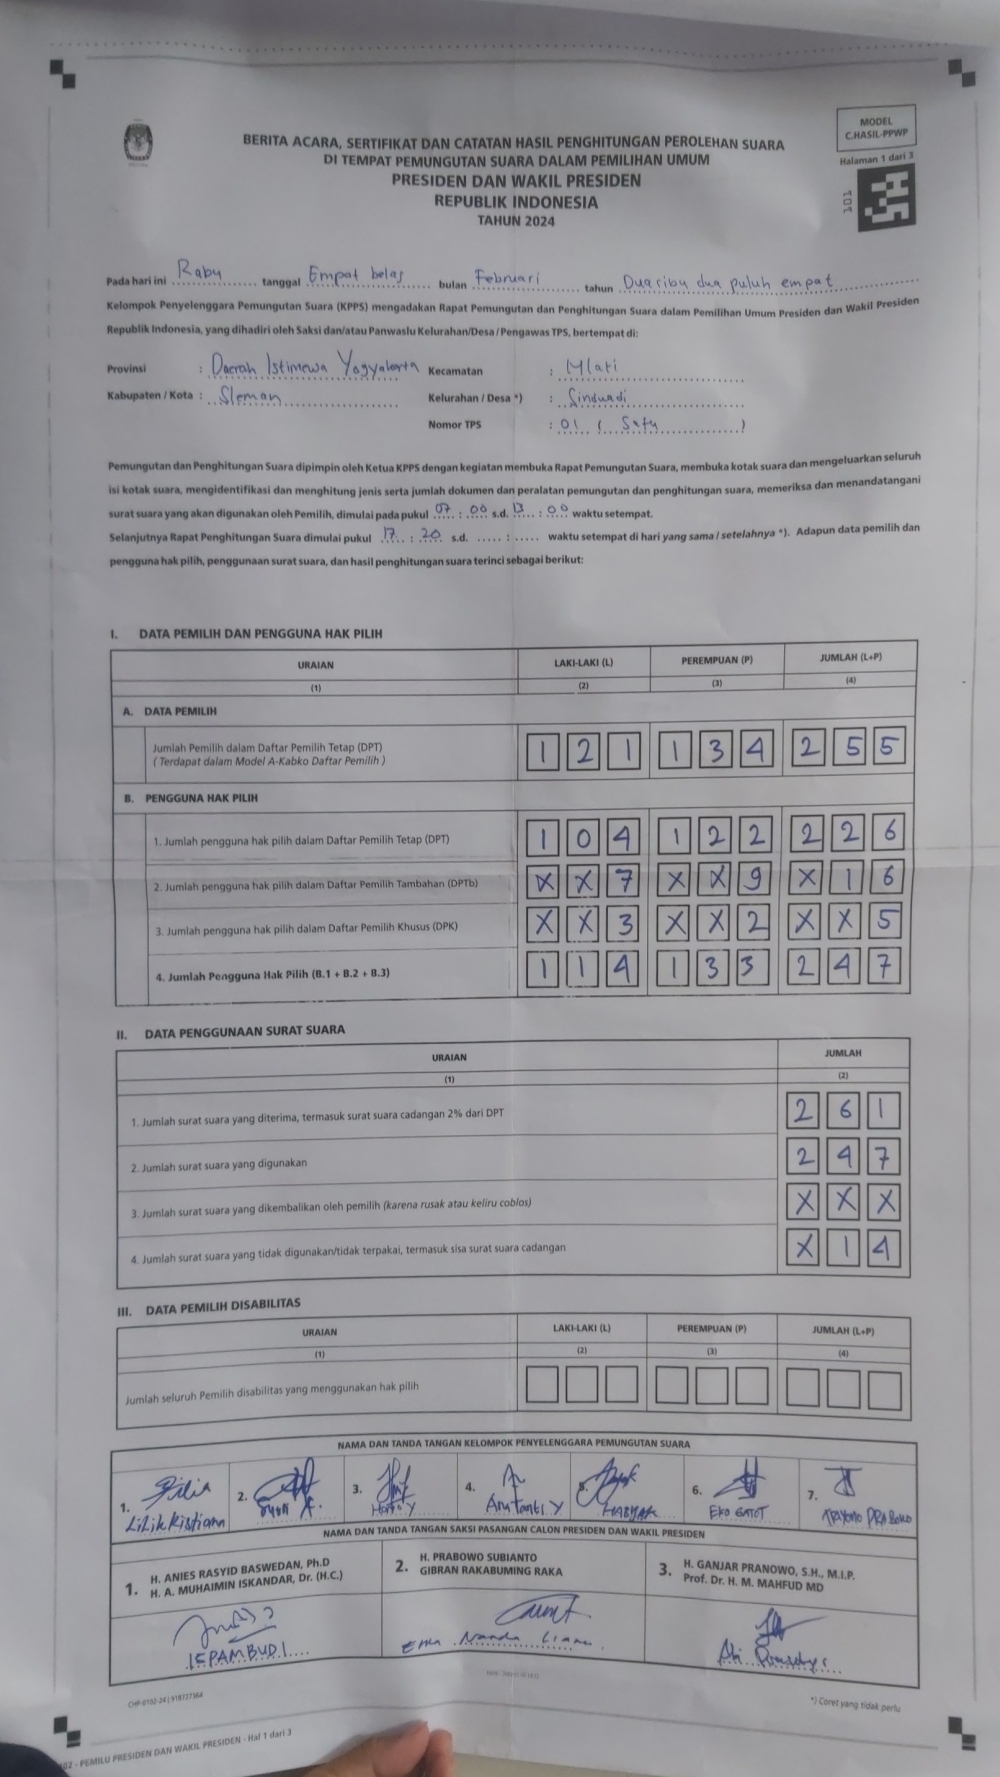 MODEL
C.HASIL-PPWP
Halaman 1 dari 3
101
BERITA ACARA, SERTIFIKAT DAN CATATAN HASIL PENGHITUNGAN PEROLEHAN SUARA
DI TEMPAT PEMUNGUTAN SUARA DALAM PEMILIHAN UMUM
PRESIDEN DAN WAKIL PRESIDEN
REPUBLIK INDONESIA
TAHUN 2024
Pada hari ini Rabu tanggal Empat belas bulan Februari tahun Dua ribu dua puluh empat
Kelompok Penyelenggara Pemungutan Suara (KPPS) mengadakan Rapat Pemungutan dan Penghitungan Suara dalam Pemilihan Umum Presiden dan Wakil Presiden
Republik Indonesia, yang dihadiri oleh Saksi dan/atau Panwaslu Kelurahan/Desa / Pengawas TPS, bertempat di:
Provinsi : Daerah Istimewa Yogyakarta Kecamatan : Mlati
Kabupaten / Kota : Sleman Kelurahan / Desa *) : Sinduadi
Nomor TPS : 01 ( Satu )
Pemungutan dan Penghitungan Suara dipimpin oleh Ketua KPPS dengan kegiatan membuka Rapat Pemungutan Suara, membuka kotak suara dan mengeluarkan seluruh
isi kotak suara, mengidentifikasi dan menghitung jenis serta jumlah dokumen dan peralatan pemungutan dan penghitungan suara, memeriksa dan menandatangani
surat suara yang akan digunakan oleh Pemilih, dimulai pada pukul 07 : 00 s.d. 13 : 00 waktu setempat.
Selanjutnya Rapat Penghitungan Suara dimulai pukul 17 : 20 s.d. ..... : ..... waktu setempat di hari yang sama / setelahnya *). Adapun data pemilih dan
pengguna hak pilih, penggunaan surat suara, dan hasil penghitungan suara terinci sebagai berikut:
I. DATA PEMILIH DAN PENGGUNA HAK PILIH
URAIAN LAKI-LAKI (L) PEREMPUAN (P) JUMLAH (L+P)
(1) (2) (3) (4)
A. DATA PEMILIH
Jumlah Pemilih dalam Daftar Pemilih Tetap (DPT) 1 2 1 1 3 4 2 5 5
( Terdapat dalam Model A-Kabko Daftar Pemilih )
B. PENGGUNA HAK PILIH
1. Jumlah pengguna hak pilih dalam Daftar Pemilih Tetap (DPT) 1 0 4 1 2 2 2 2 6
2. Jumlah pengguna hak pilih dalam Daftar Pemilih Tambahan (DPTb) X X 7 X X 9 X 1 6
3. Jumlah pengguna hak pilih dalam Daftar Pemilih Khusus (DPK) X X 3 X X 2 X X 5
4. Jumlah Pengguna Hak Pilih (B.1 + B.2 + B.3) 1 1 4 1 3 3 2 4 7
II. DATA PENGGUNAAN SURAT SUARA
URAIAN JUMLAH
(1) (2)
1. Jumlah surat suara yang diterima, termasuk surat suara cadangan 2% dari DPT 2 6 1
2. Jumlah surat suara yang digunakan 2 4 7
3. Jumlah surat suara yang dikembalikan oleh pemilih (karena rusak atau keliru coblos) X X X
4. Jumlah surat suara yang tidak digunakan/tidak terpakai, termasuk sisa surat suara cadangan X 1 4
III. DATA PEMILIH DISABILITAS
URAIAN LAKI-LAKI (L) PEREMPUAN (P) JUMLAH (L+P)
(1) (2) (3) (4)
Jumlah seluruh Pemilih disabilitas yang menggunakan hak pilih
NAMA DAN TANDA TANGAN KELOMPOK PENYELENGGARA PEMUNGUTAN SUARA
1. 2. 3. 4. 5. 6. 7.
Lilik Kistiana Arutanti Y EKO GATOT
NAMA DAN TANDA TANGAN SAKSI PASANGAN CALON PRESIDEN DAN WAKIL PRESIDEN
1. H. ANIES RASYID BASWEDAN, Ph.D
H. A. MUHAIMIN ISKANDAR, Dr. (H.C.)
2. H. PRABOWO SUBIANTO
GIBRAN RAKABUMING RAKA
3. H. GANJAR PRANOWO, S.H., M.I.P.
Prof. Dr. H. M. MAHFUD MD
ISPAMBUDI Nanda
CHP-0102-24 | 918727364
*) Coret yang tidak perlu
PEMILU PRESIDEN DAN WAKIL PRESIDEN - Hal 1 dari 3